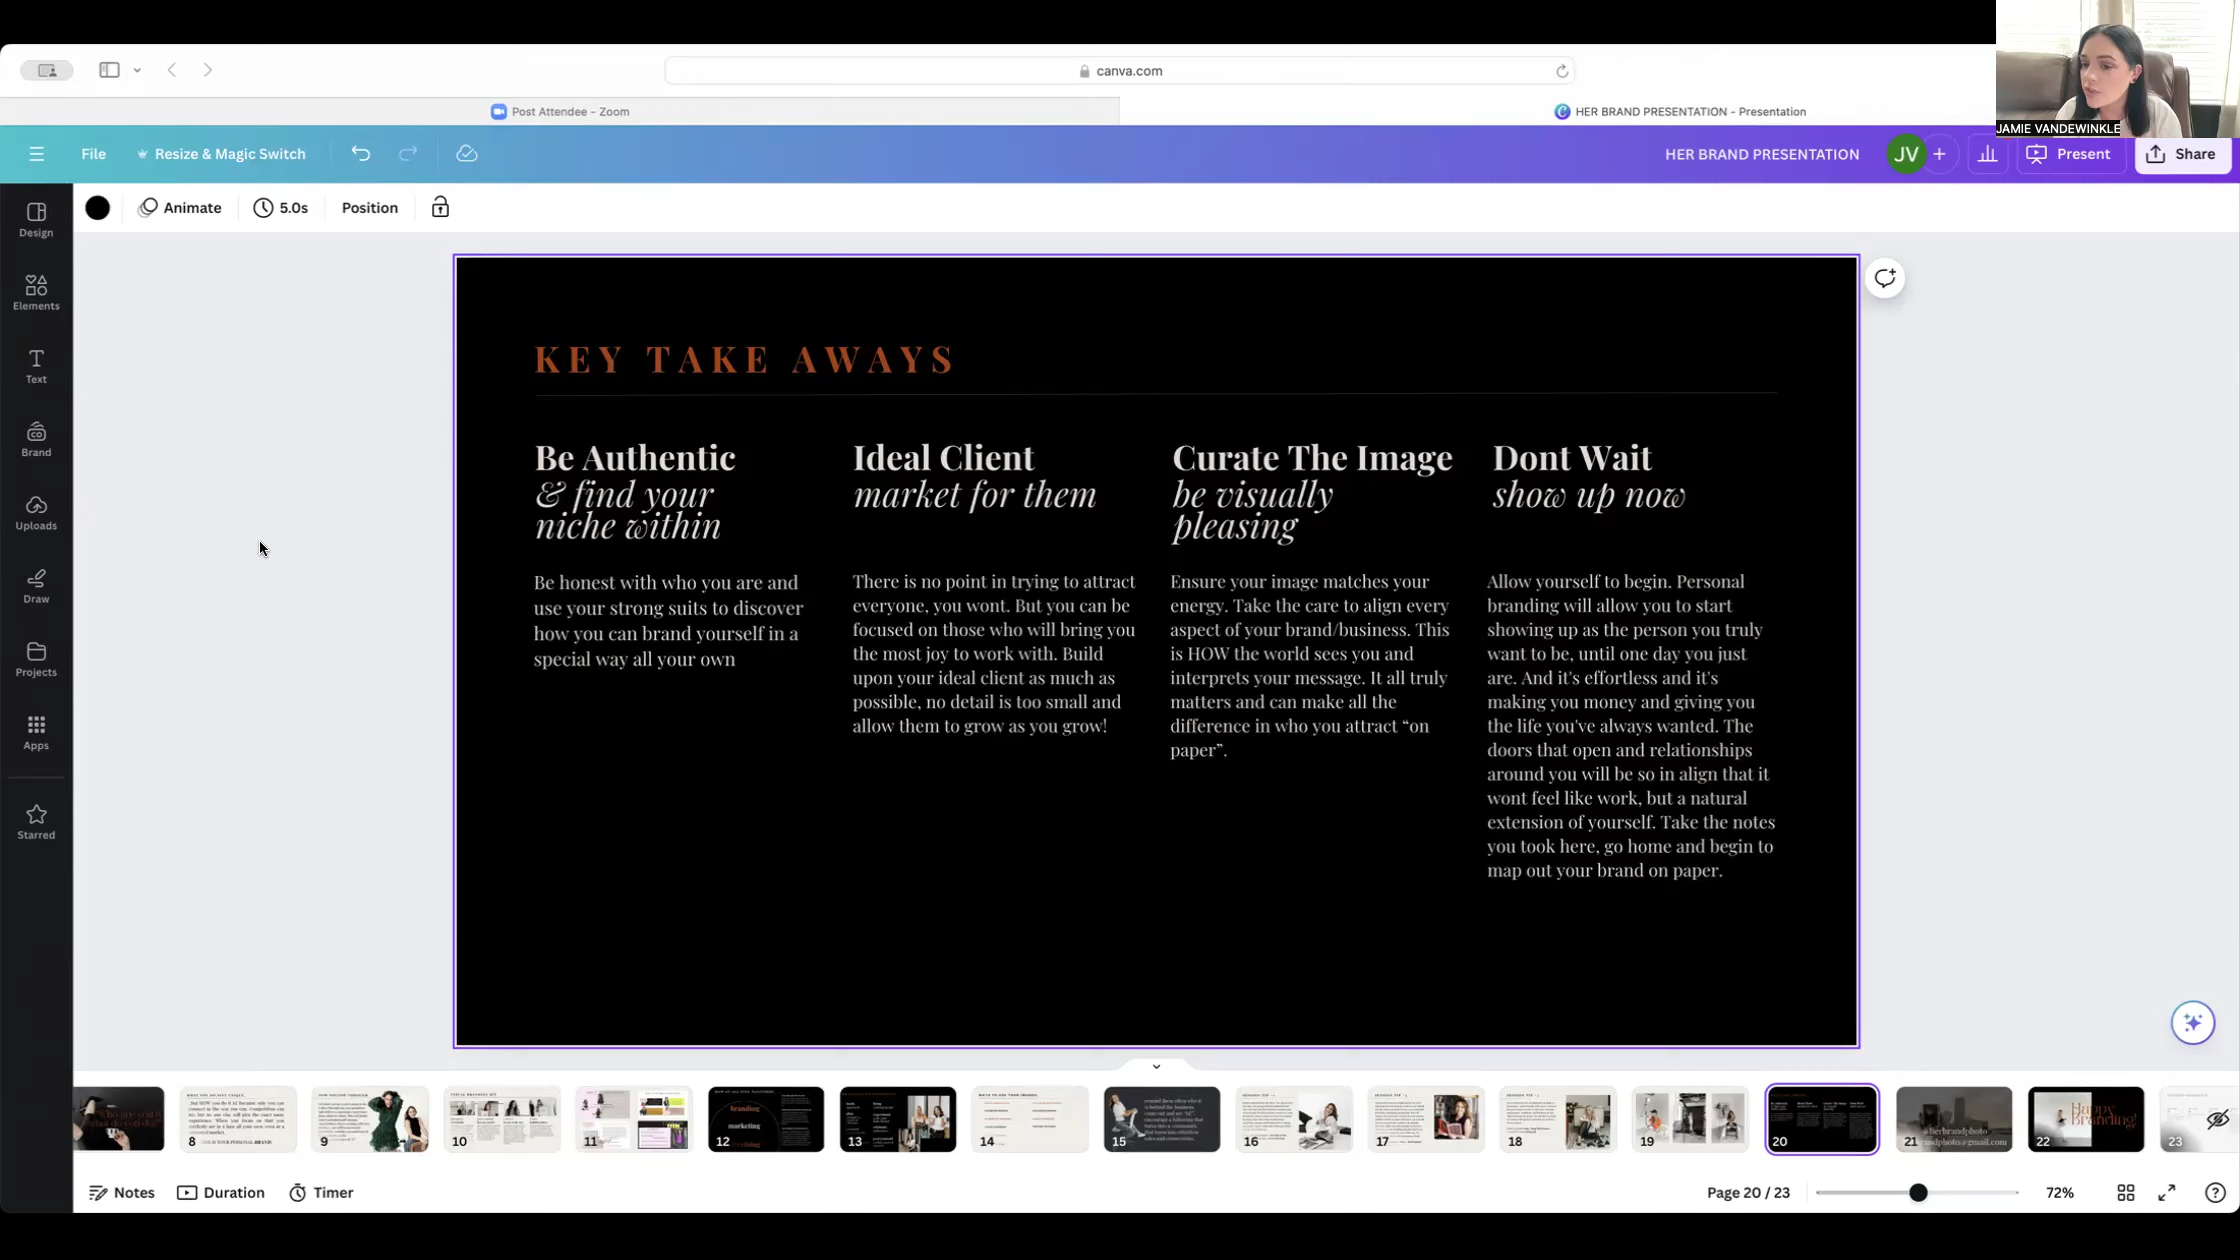 canva.com
Post Attendee - Zoom
HER BRAND PRESENTATION - Presentation
JAMIE VANDEWINKLE
File
Resize & Magic Switch
HER BRAND PRESENTATION
JV
Present
Share
Animate
5.0s
Position
Design
Elements
Text
Brand
Uploads
Draw
Projects
Apps
Starred
KEY TAKE AWAYS
Be Authentic
& find your
niche within
Be honest with who you are and
use your strong suits to discover
how you can brand yourself in a
special way all your own
Ideal Client
market for them
There is no point in trying to attract
everyone, you wont. But you can be
focused on those who will bring you
the most joy to work with. Build
upon your ideal client as much as
possible, no detail is too small and
allow them to grow as you grow!
Curate The Image
be visually
pleasing
Ensure your image matches your
energy. Take the care to align every
aspect of your brand/business. This
is HOW the world sees you and
interprets your message. It all truly
matters and can make all the
difference in who you attract “on
paper”.
Dont Wait
show up now
Allow yourself to begin. Personal
branding will allow you to start
showing up as the person you truly
want to be, until one day you just
are. And it's effortless and it's
making you money and giving you
the life you've always wanted. The
doors that open and relationships
around you will be so in align that it
wont feel like work, but a natural
extension of yourself. Take the notes
you took here, go home and begin to
map out your brand on paper.
8
9
10
11
branding
marketing
12
13
14
15
16
17
18
19
20
21
Happy
Branding!
22
23
Notes
Duration
Timer
Page 20 / 23
72%